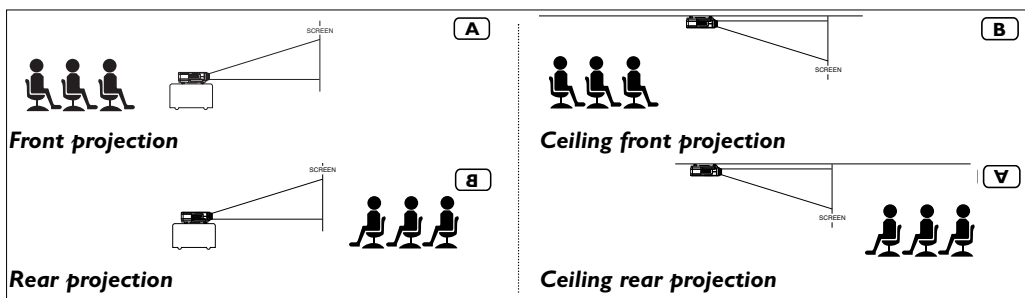 SCREEN
A
Front projection
SCREEN
B
Ceiling front projection
SCREEN
B
Rear projection
SCREEN
A
Ceiling rear projection